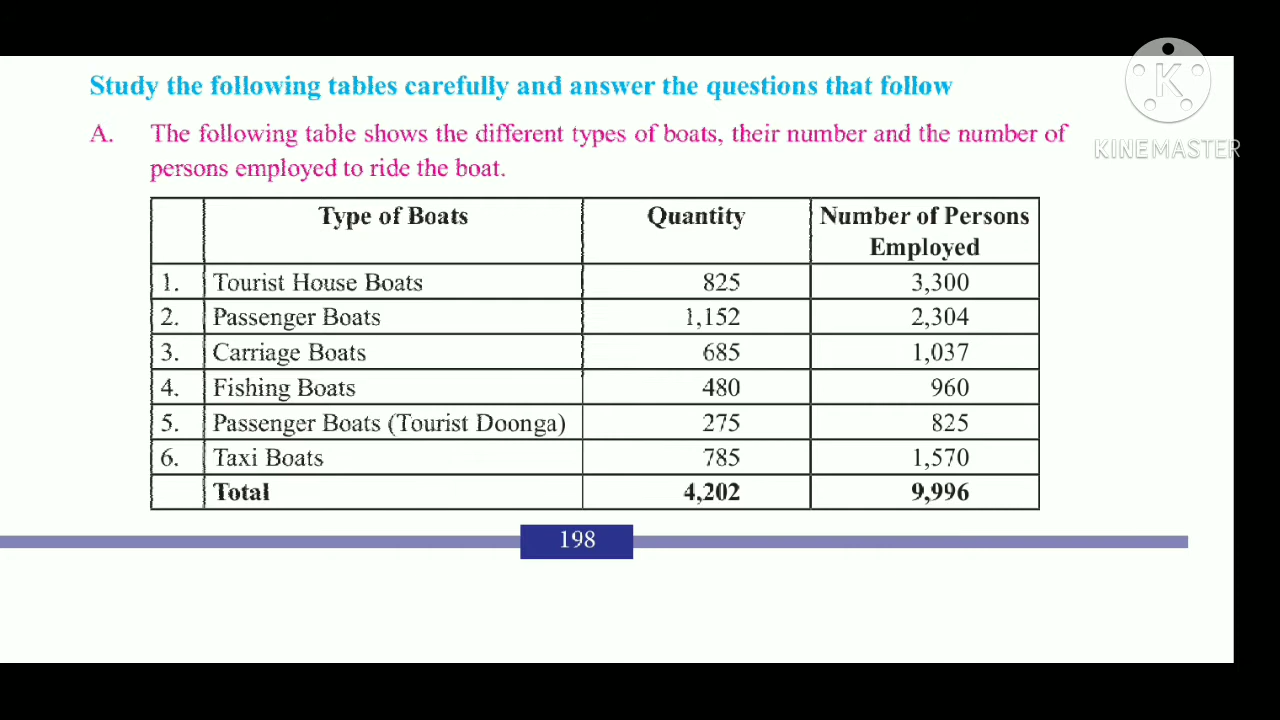 Study the following tables carefully and answer the questions that follow
A. The following table shows the different types of boats, their number and the number of
persons employed to ride the boat.
KINEMASTER
Type of Boats Quantity Number of Persons
Employed
1. Tourist House Boats 825 3,300
2. Passenger Boats 1,152 2,304
3. Carriage Boats 685 1,037
4. Fishing Boats 480 960
5. Passenger Boats (Tourist Doonga) 275 825
6. Taxi Boats 785 1,570
Total 4,202 9,996
198